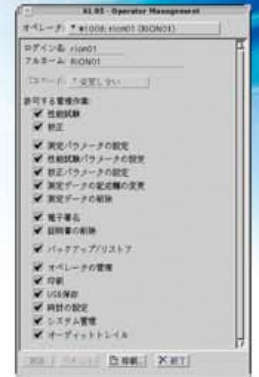 KL-05 - Operator Management
オペレータ: * #1009: rion01 (RION01)
ログイン名: rion01
フルネーム: RION01
パスワード: * 変更しない
許可する管理作業:
性能試験
校正
測定パラメータの設定
性能試験パラメータの設定
校正パラメータの設定
測定データの記述欄の変更
測定データの削除
電子署名
証明書の削除
バックアップ/リストア
オペレータの管理
印刷
USB保存
時計の設定
システム管理
オーディットトレイル
印刷...
終了